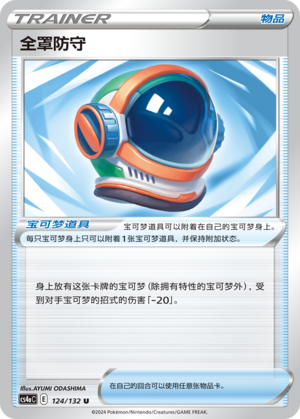 TRAINER 物品
全罩防守
宝可梦道具 宝可梦道具可以附着在自己的宝可梦身上。
每只宝可梦身上只可以附着1张宝可梦道具，并保持附加状态。
身上放有这张卡牌的宝可梦（除拥有特性的宝可梦外），受
到对手宝可梦的招式的伤害「-20」。
Illus.AYUMI ODASHIMA
CS4aC E 124/132 U
在自己的回合可以使用任意张物品卡。
©2024 Pokémon/Nintendo/Creatures/GAME FREAK.